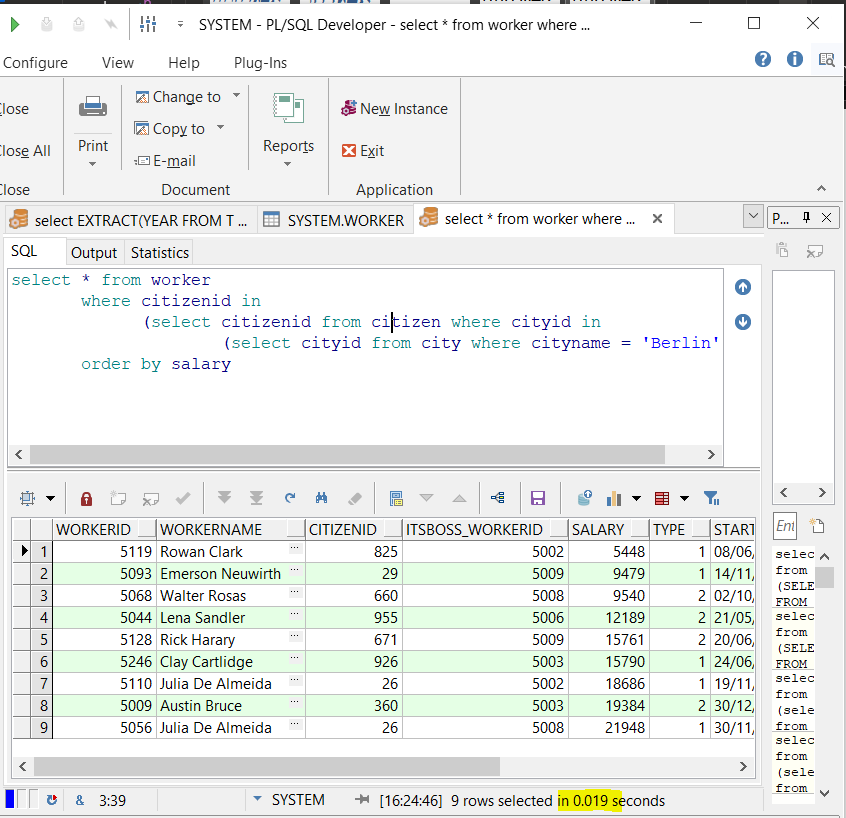 SYSTEM - PL/SQL Developer - select * from worker where ...
Configure View Help Plug-Ins
Close
Close All
Close
Print
Change to
Copy to
E-mail
Document
Reports
New Instance
Exit
Application
select EXTRACT(YEAR FROM T ... SYSTEM.WORKER select * from worker where ... P...
SQL Output Statistics
select * from worker
where citizenid in
(select citizenid from citizen where cityid in
(select cityid from city where cityname = 'Berlin'
order by salary
WORKERID WORKERNAME CITIZENID ITSBOSS_WORKERID SALARY TYPE START
1 5119 Rowan Clark ... 825 5002 5448 1 08/06,
2 5093 Emerson Neuwirth ... 29 5009 9479 1 14/11,
3 5068 Walter Rosas ... 660 5008 9540 2 02/10,
4 5044 Lena Sandler ... 955 5006 12189 2 21/05,
5 5128 Rick Harary ... 671 5009 15761 2 20/06,
6 5246 Clay Cartlidge ... 926 5003 15790 1 24/06,
7 5110 Julia De Almeida ... 26 5002 18686 1 19/11,
8 5009 Austin Bruce ... 360 5003 19384 2 30/12,
9 5056 Julia De Almeida ... 26 5008 21948 1 30/11,
Ent
selec
from
(SELE
FROM
selec
from
(SELE
FROM
selec
from
(sele
from
selec
from
(sele
from
& 3:39 SYSTEM [16:24:46] 9 rows selected in 0.019 seconds